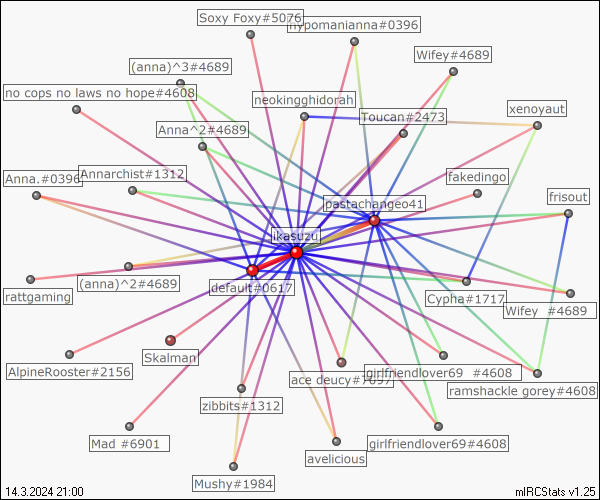 Soxy Foxy#5076
hypomanianna#0396
Wifey#4689
(anna)^3#4689
no cops no laws no hope#4608
neokingghidorah
xenoyaut
Toucan#2473
Anna^2#4689
Annarchist#1312
fakedingo
Anna.#0396
frisout
pastachangeo41
ikasuzu
(anna)^2#4689
default#0617
rattgaming
Cypha#1717
Wifey #4689
Skalman
AlpineRooster#2156
girlfriendlover69 #4608
ace deucy#7697
ramshackle gorey#4608
zibbits#1312
Mad #6901
girlfriendlover69#4608
avelicious
Mushy#1984
14.3.2024 21:00
mIRCStats v1.25